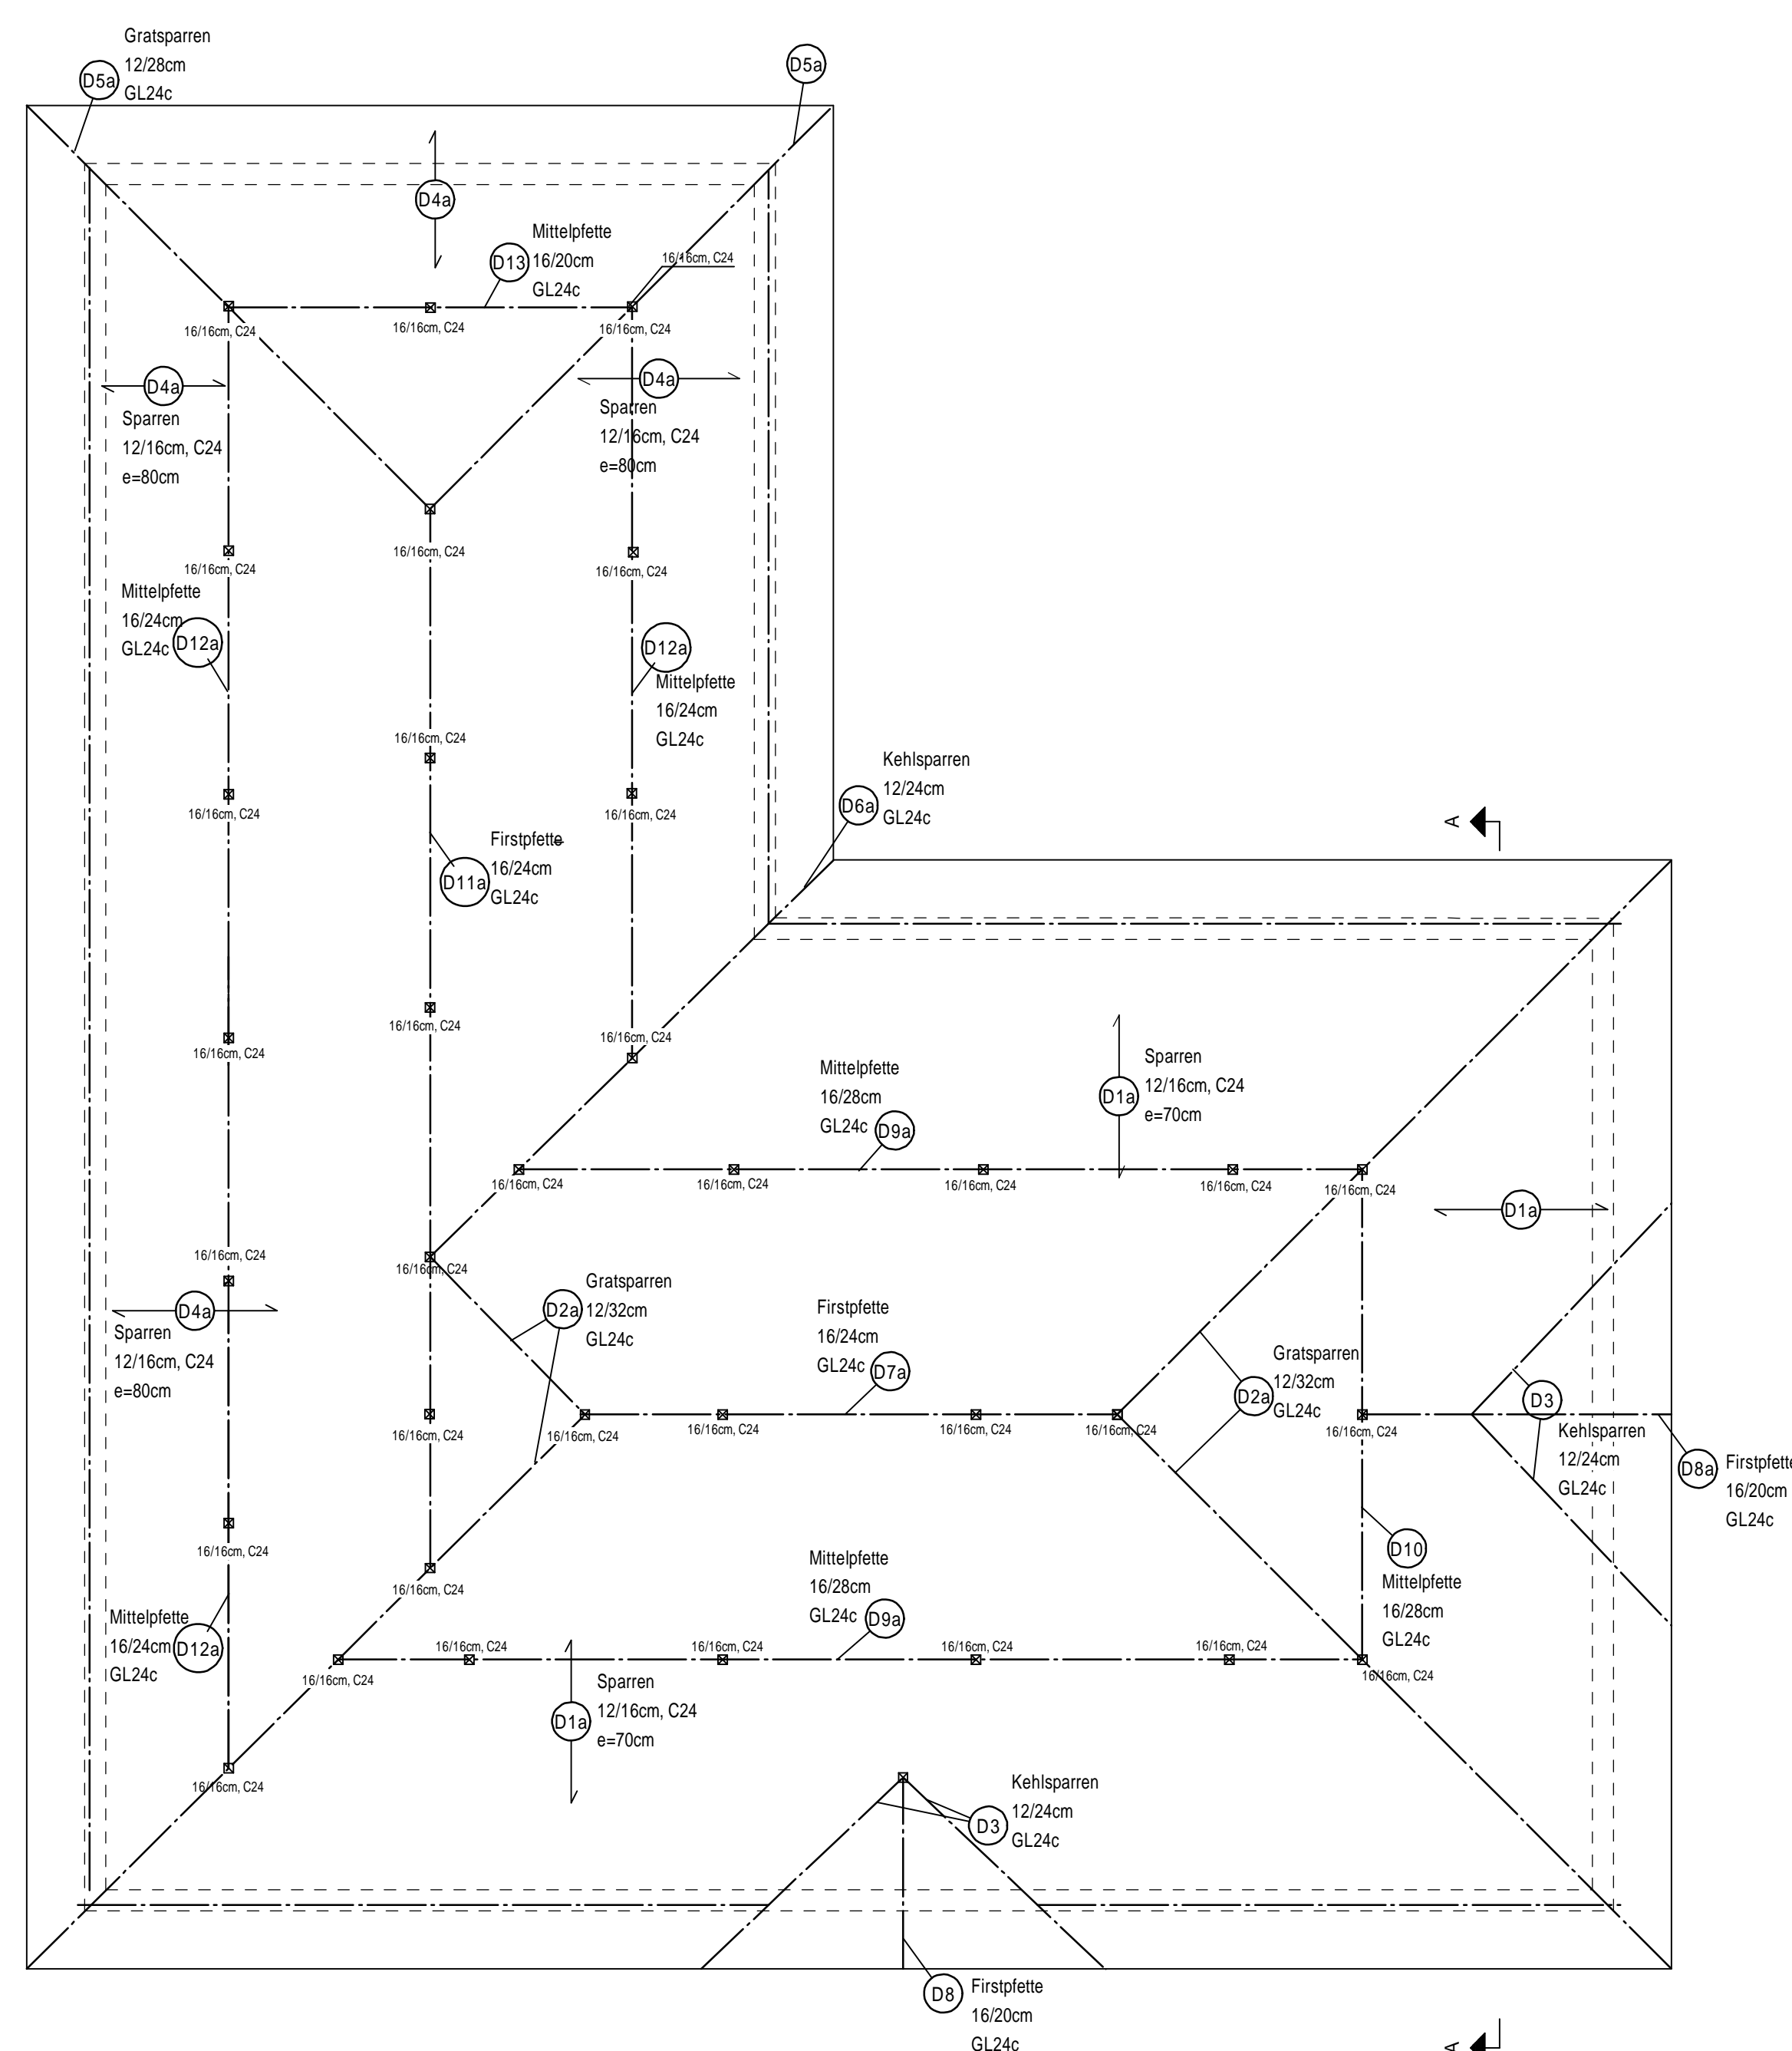 Gratsparren
12/28cm
GL24c
D5a
D5a
D4a
Mittelpfette
16/20cm
GL24c
D13
16/16cm, C24
16/16cm, C24
16/16cm, C24
16/16cm, C24
D4a
Sparren
12/16cm, C24
e=80cm
D4a
Sparren
12/16cm, C24
e=80cm
16/16cm, C24
16/16cm, C24
16/16cm, C24
Mittelpfette
16/24cm
GL24c
D12a
D12a
Mittelpfette
16/24cm
GL24c
16/16cm, C24
Kehlsparren
12/24cm
GL24c
D6a
16/16cm, C24
16/16cm, C24
A
Firstpfette
16/24cm
GL24c
D11a
16/16cm, C24
16/16cm, C24
16/16cm, C24
Mittelpfette
16/28cm
GL24c
D9a
Sparren
12/16cm, C24
e=70cm
D1a
16/16cm, C24
16/16cm, C24
16/16cm, C24
16/16cm, C24
16/16cm, C24
D1a
16/16cm, C24
16/16cm, C24
D4a
Sparren
12/16cm, C24
e=80cm
Gratsparren
12/32cm
GL24c
D2a
Firstpfette
16/24cm
GL24c
D7a
Gratsparren
12/32cm
GL24c
D2a
D3
Kehlsparren
12/24cm
GL24c
D8a
Firstpfette
16/20cm
GL24c
16/16cm, C24
16/16cm, C24
16/16cm, C24
16/16cm, C24
16/16cm, C24
16/16cm, C24
16/16cm, C24
D10
Mittelpfette
16/28cm
GL24c
Mittelpfette
16/28cm
GL24c
D9a
16/16cm, C24
Mittelpfette
16/24cm
GL24c
D12a
16/16cm, C24
16/16cm, C24
16/16cm, C24
16/16cm, C24
16/16cm, C24
16/16cm, C24
Sparren
12/16cm, C24
e=70cm
D1a
16/16cm, C24
Kehlsparren
12/24cm
GL24c
D3
D8
Firstpfette
16/20cm
GL24c
A